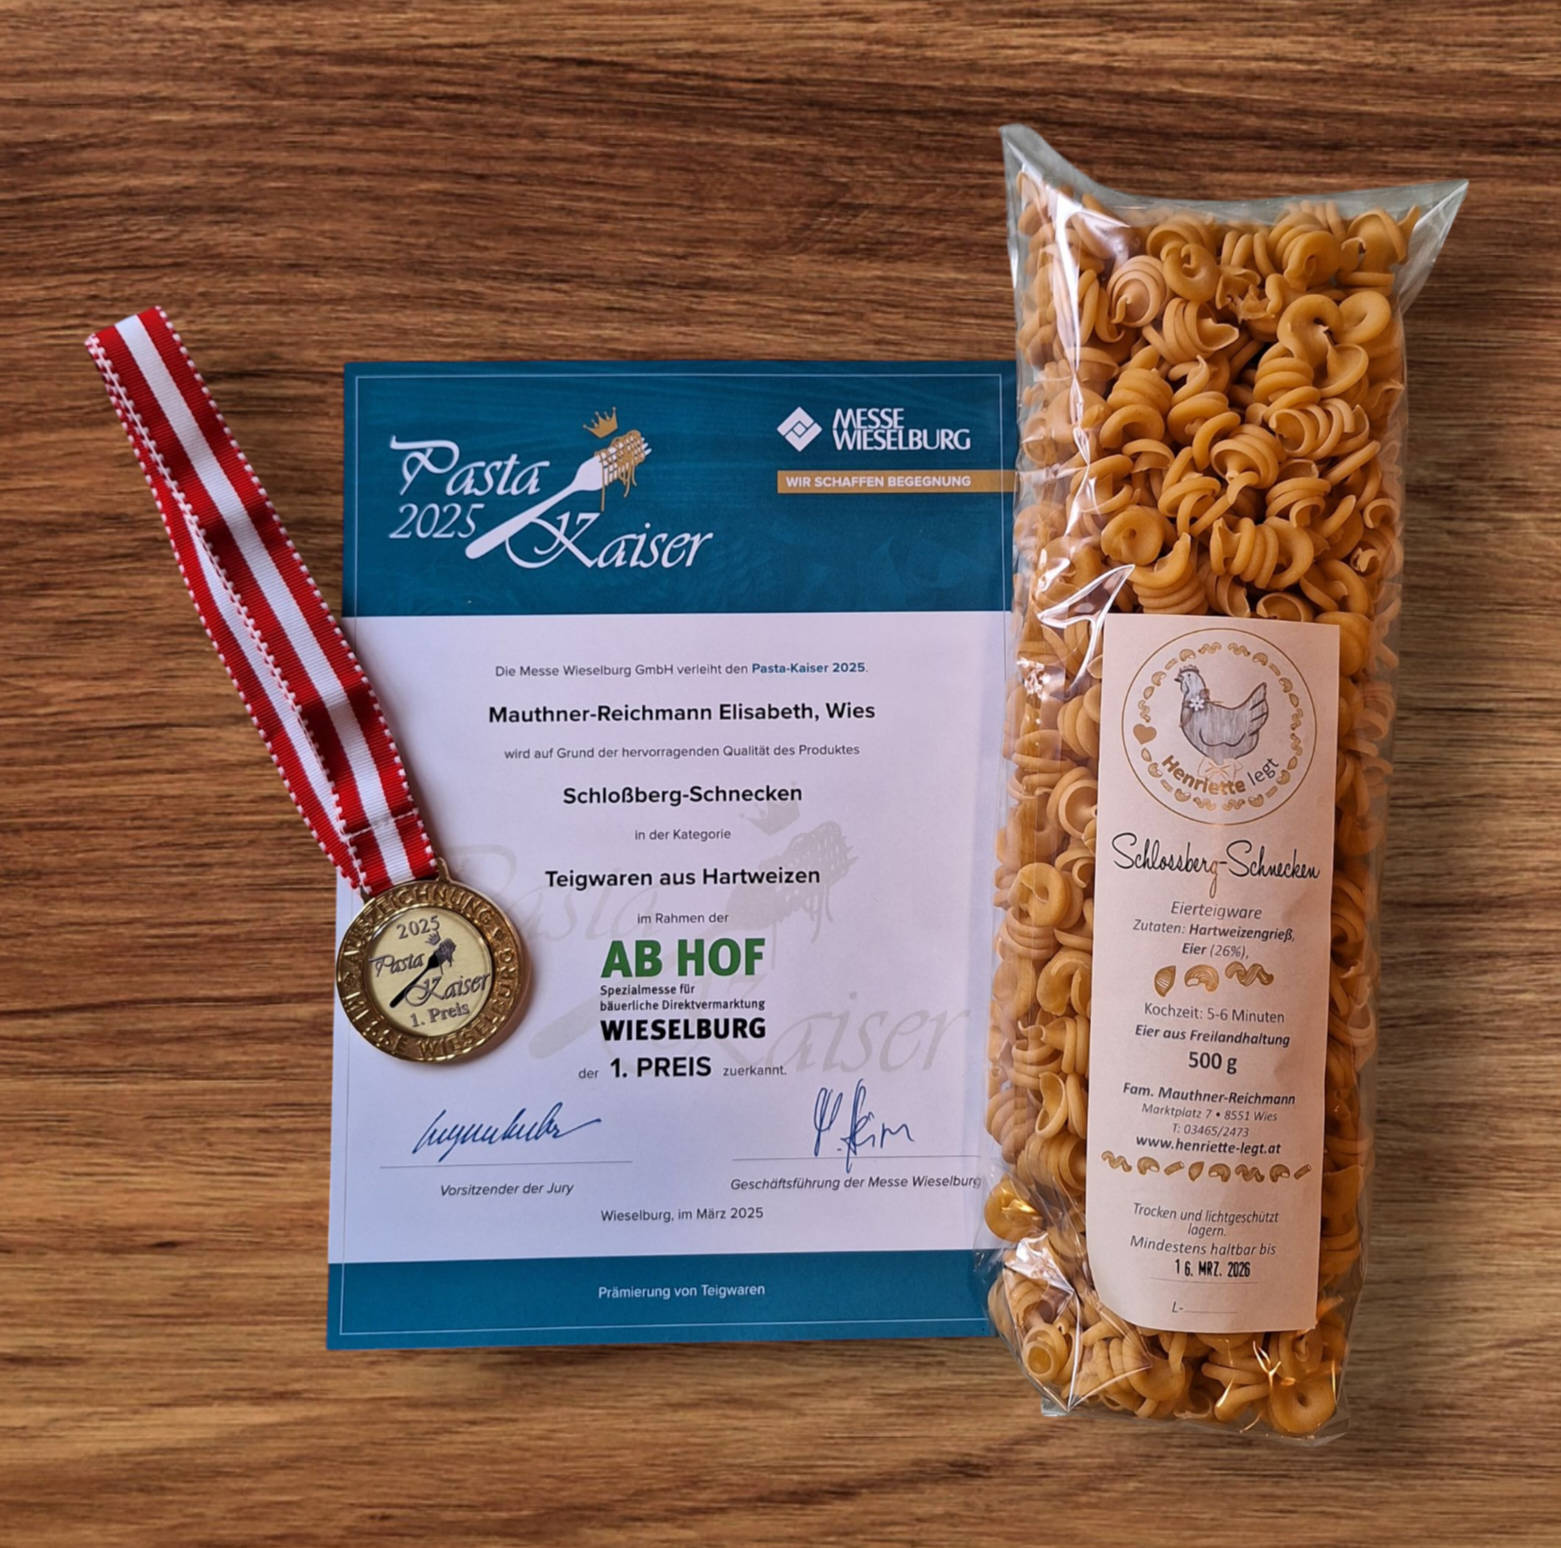 Pasta
2025
Kaiser
MESSE
WIESELBURG
WIR SCHAFFEN BEGEGNUNG
Die Messe Wieselburg GmbH verleiht den Pasta-Kaiser 2025.
Mauthner-Reichmann Elisabeth, Wies
wird auf Grund der hervorragenden Qualität des Produktes
Schloßberg-Schnecken
in der Kategorie
Teigwaren aus Hartweizen
im Rahmen der
AB HOF
Spezialmesse für
bäuerliche Direktvermarktung
WIESELBURG
der 1. PREIS zuerkannt.
Vorsitzender der Jury
Geschäftsführung der Messe Wieselburg
Wieselburg, im März 2025
Prämierung von Teigwaren
Pasta
Kaiser
AUSZEICHNUNG
2025
Pasta
Kaiser
1. Preis
WIESELBURG
Henriette legt
Schlossberg-Schnecken
Eierteigware
Zutaten: Hartweizengrieß,
Eier (26%),
Kochzeit: 5-6 Minuten
Eier aus Freilandhaltung
500 g
Fam. Mauthner-Reichmann
Marktplatz 7 • 8551 Wies
T: 03465/2473
www.henriette-legt.at
Trocken und lichtgeschützt
lagern.
Mindestens haltbar bis
16. MRZ. 2026
L-